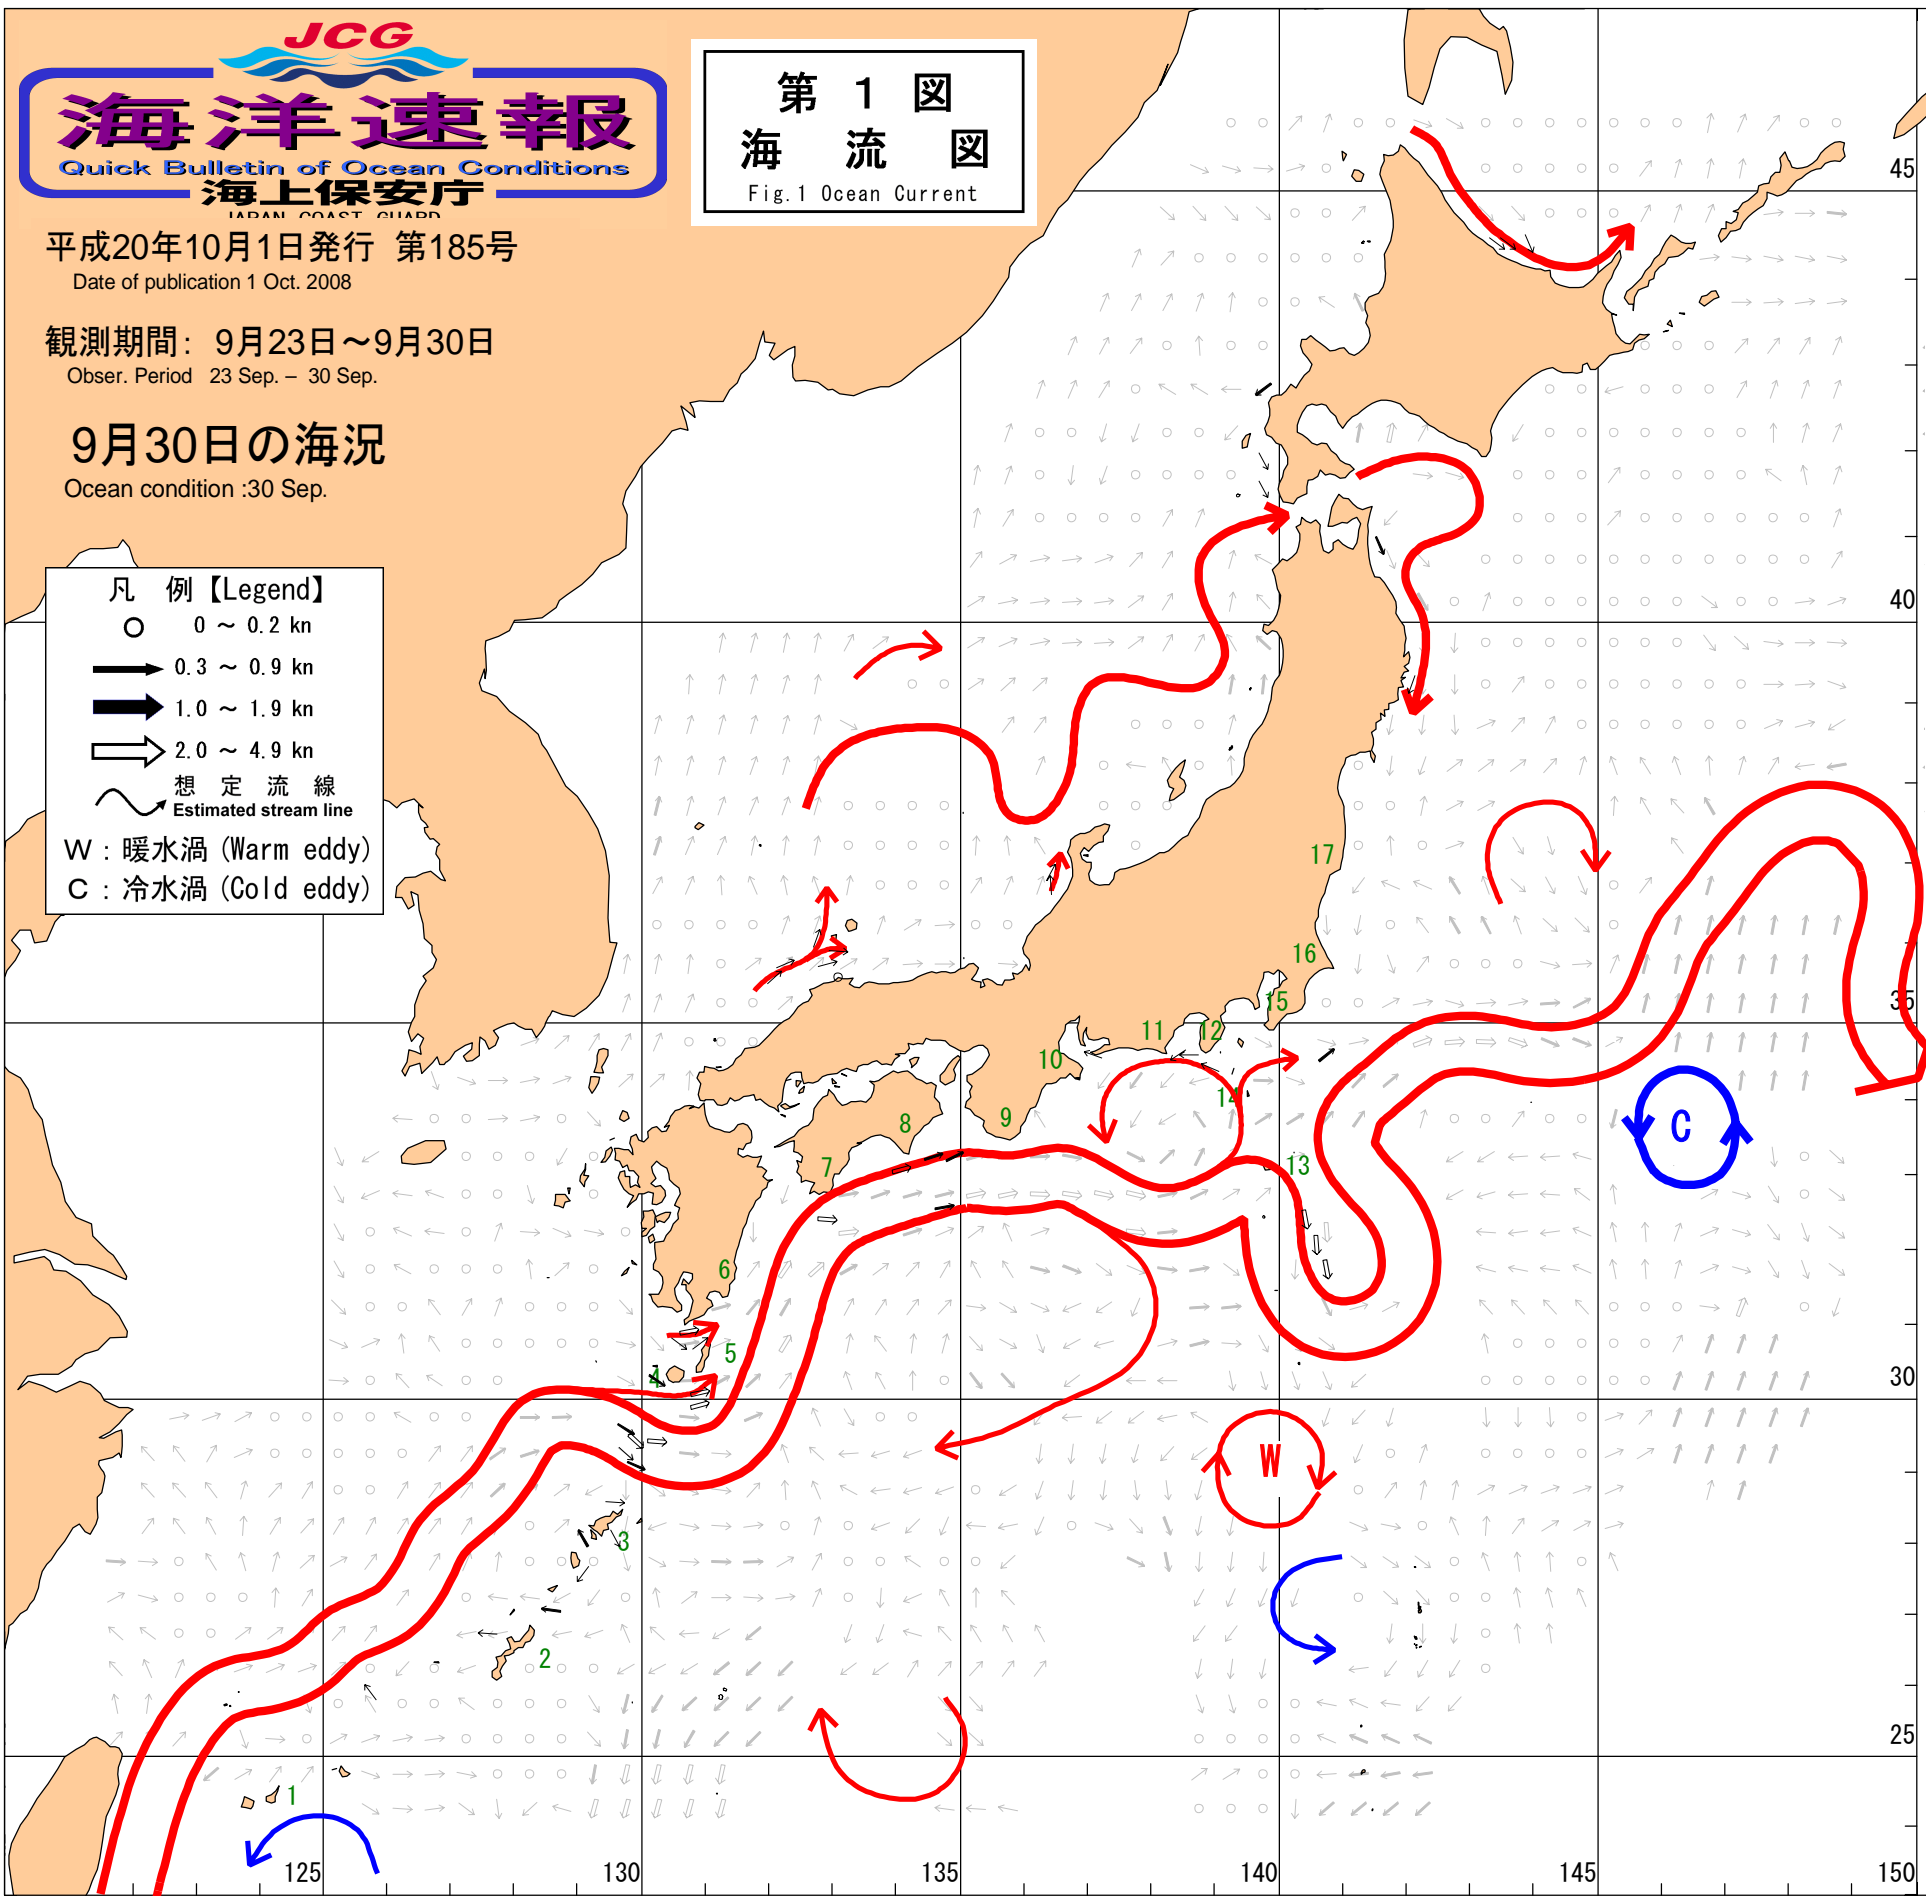 JCG
海洋速報
Quick Bulletin of Ocean Conditions
海上保安庁
JAPAN COAST GUARD
平成20年10月1日発行 第185号
Date of publication 1 Oct. 2008
観測期間: 9月23日～9月30日
Obser. Period 23 Sep. – 30 Sep.
9月30日の海況
Ocean condition :30 Sep.
第 1 図
海 流 図
Fig.1 Ocean Current
凡 例【Legend】
0 ～ 0.2 kn
0.3 ～ 0.9 kn
1.0 ～ 1.9 kn
2.0 ～ 4.9 kn
想 定 流 線
Estimated stream line
W : 暖水渦 (Warm eddy)
C : 冷水渦 (Cold eddy)
45
40
17
16
15
35
12
11
10
14
C
9
8
13
7
6
5
4
30
W
3
2
25
1
125
130
135
140
145
150